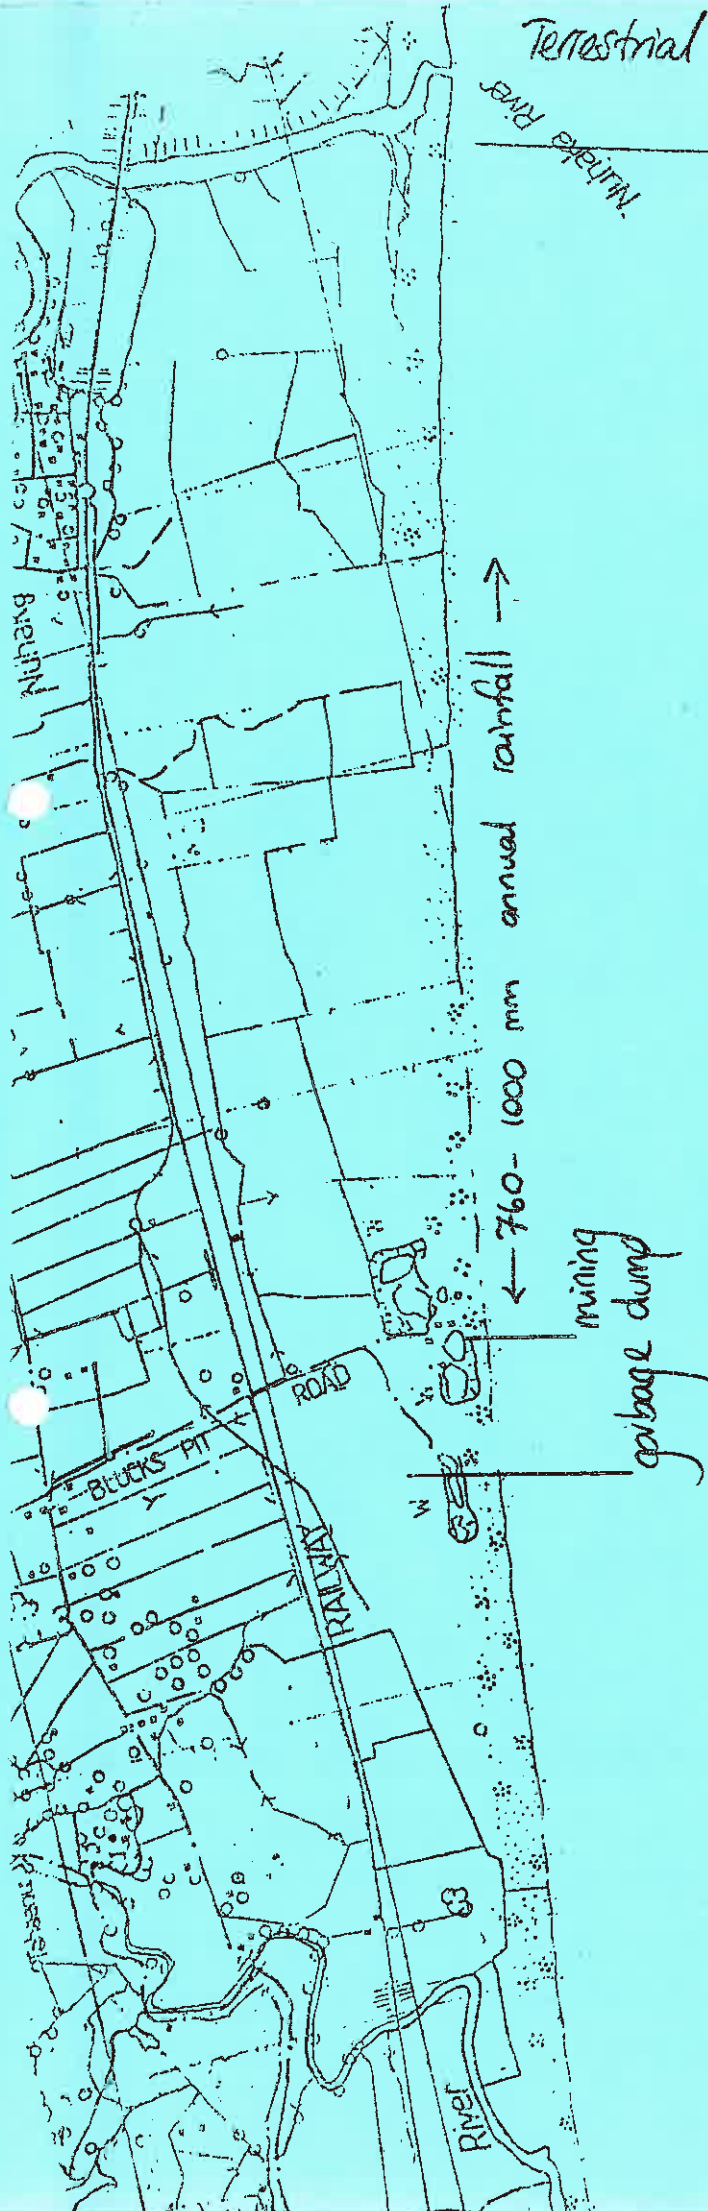 Terrestrial
Nuhaka River
Nuhaka
← 760 - 1000 mm annual rainfall →
mining
garbage dump
ROAD
BLUCKS PIT
W
RAILWAY
River